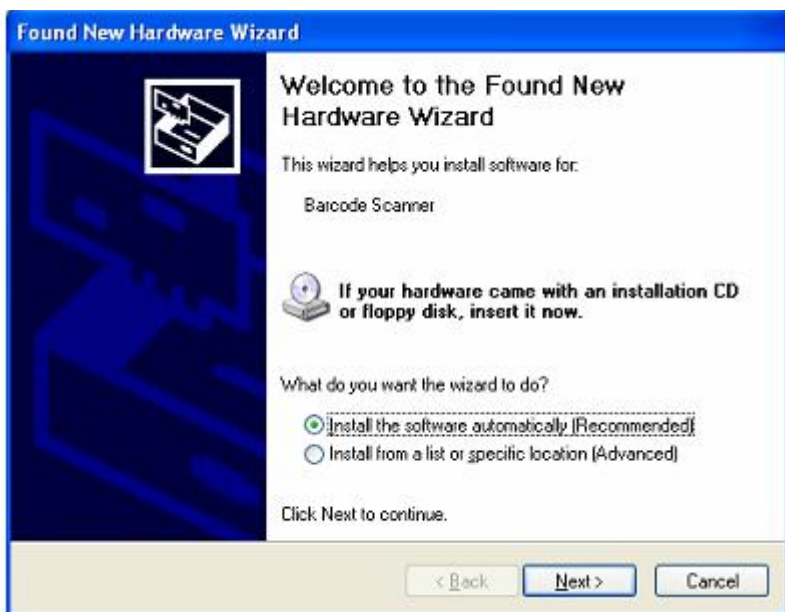 Found New Hardware Wizard
Welcome to the Found New
Hardware Wizard
This wizard helps you install software for:
Barcode Scanner
If your hardware came with an installation CD
or floppy disk, insert it now.
What do you want the wizard to do?
Install the software automatically (Recommended)
Install from a list or specific location (Advanced)
Click Next to continue.
< Back
Next >
Cancel